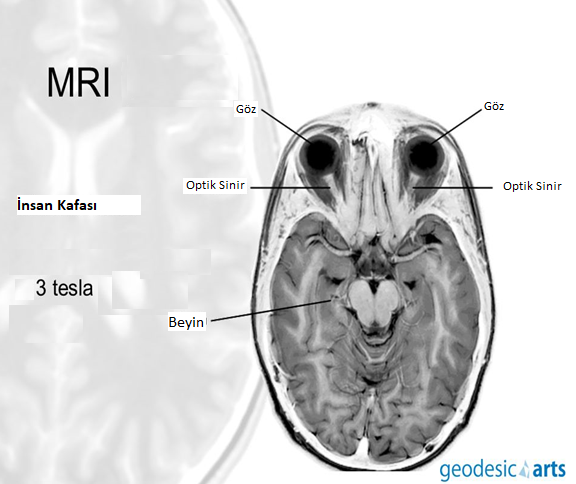 MRI
Göz
Göz
Optik Sinir
Optik Sinir
İnsan Kafası
3 tesla
Beyin
geodesic arts